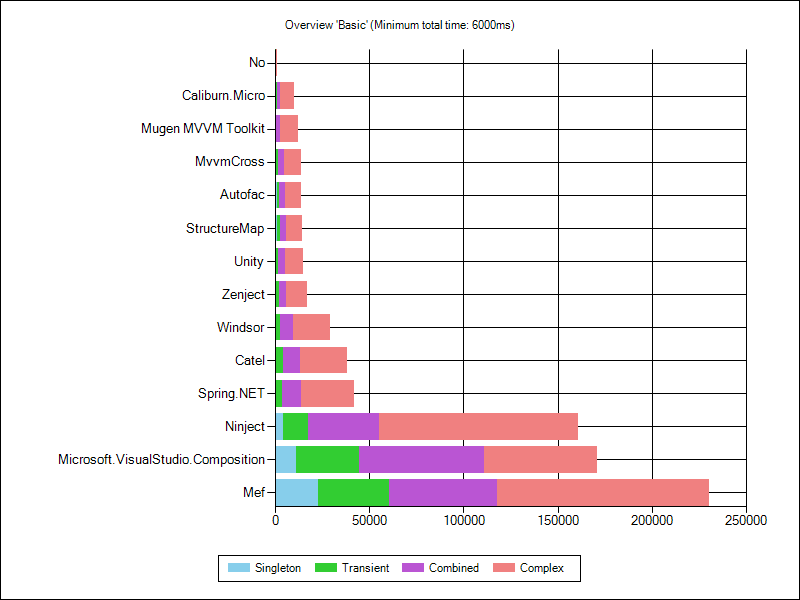 Overview 'Basic' (Minimum total time: 6000ms)
No
Caliburn.Micro
Mugen MVVM Toolkit
MvvmCross
Autofac
StructureMap
Unity
Zenject
Windsor
Catel
Spring.NET
Ninject
Microsoft.VisualStudio.Composition
Mef
0 50000 100000 150000 200000 250000
Singleton Transient Combined Complex